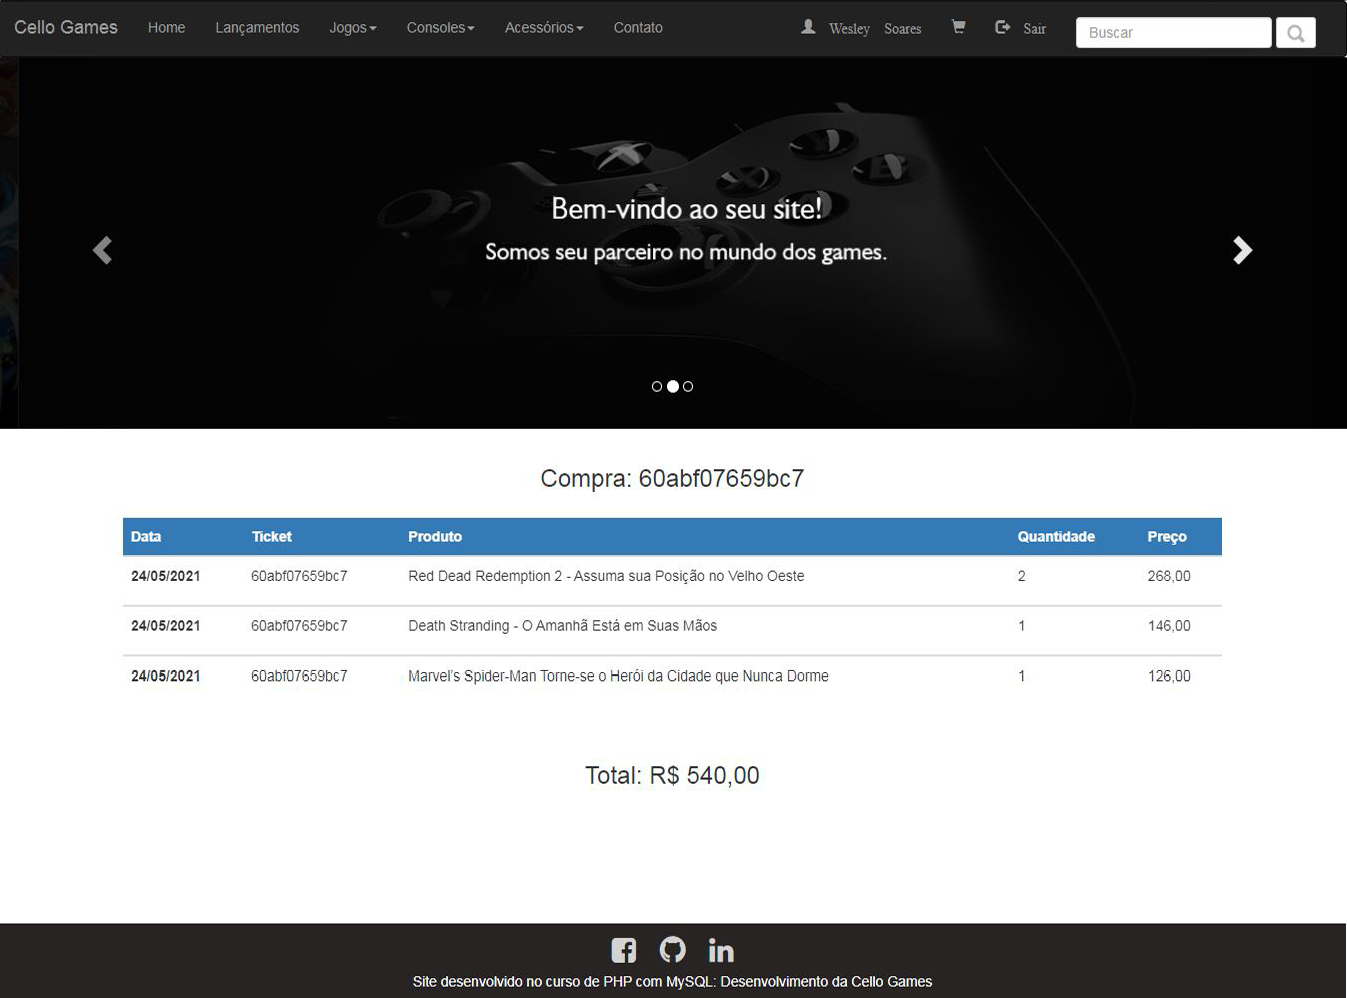 Cello Games Home Lançamentos Jogos Consoles Acessórios Contato Wesley Soares Sair Buscar
Bem-vindo ao seu site!
Somos seu parceiro no mundo dos games.
Compra: 60abf07659bc7
Data Ticket Produto Quantidade Preço
24/05/2021 60abf07659bc7 Red Dead Redemption 2 - Assuma sua Posição no Velho Oeste 2 268,00
24/05/2021 60abf07659bc7 Death Stranding - O Amanhã Está em Suas Mãos 1 146,00
24/05/2021 60abf07659bc7 Marvel's Spider-Man Torne-se o Herói da Cidade que Nunca Dorme 1 126,00
Total: R$ 540,00
Site desenvolvido no curso de PHP com MySQL: Desenvolvimento da Cello Games